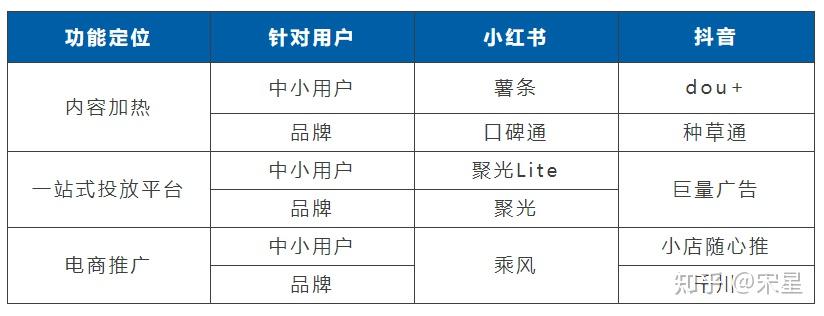 功能定位 针对用户 小红书 抖音
内容加热 中小用户 薯条 dou+
品牌 口碑通 种草通
一站式投放平台 中小用户 聚光Lite 巨量广告
品牌 聚光
电商推广 中小用户 乘风 小店随心推
品牌 千川
知乎 @宋星